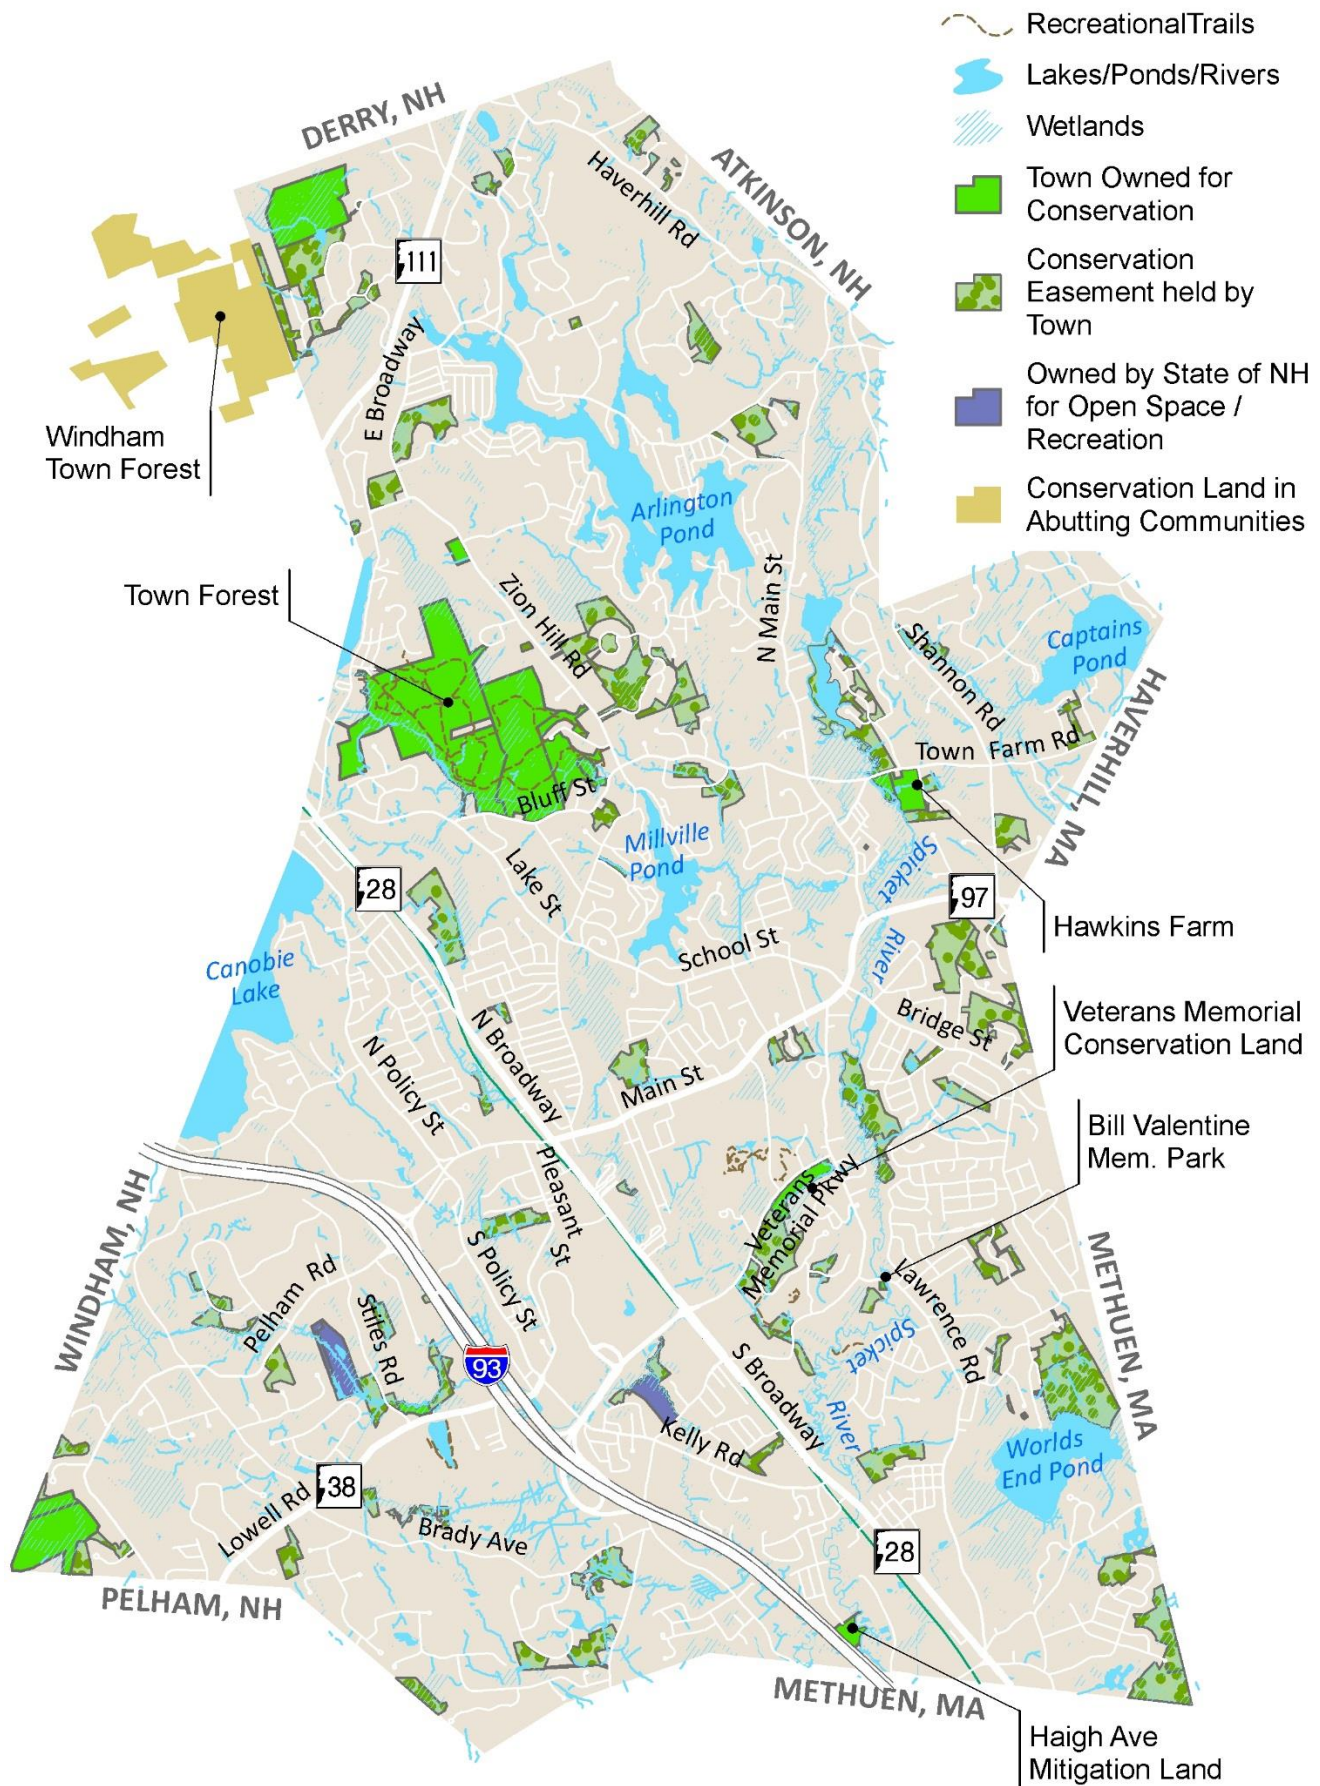 RecreationalTrails
Lakes/Ponds/Rivers
Wetlands
Town Owned for
Conservation
Conservation
Easement held by
Town
Owned by State of NH
for Open Space /
Recreation
Conservation Land in
Abutting Communities
DERRY, NH
ATKINSON, NH
Haverhill Rd
111
E Broadway
Windham
Town Forest
Arlington
Pond
Town Forest
Zion Hill Rd
N Main St
Shannon Rd
Captains
Pond
HAVERHILL, MA
Town Farm Rd
Bluff St
Millville
Pond
Lake St
28
Spicket
River
97
Hawkins Farm
School St
Canobie
Lake
N Broadway
N Policy St
Bridge St
Veterans Memorial
Conservation Land
Main St
Bill Valentine
Mem. Park
Pleasant St
Veterans
Memorial Pkwy
WINDHAM, NH
S Policy St
Pelham Rd
Stiles Rd
93
Lawrence Rd
METHUEN, MA
Spicket
River
S Broadway
Kelly Rd
Worlds
End Pond
38
Lowell Rd
Brady Ave
28
PELHAM, NH
METHUEN, MA
Haigh Ave
Mitigation Land